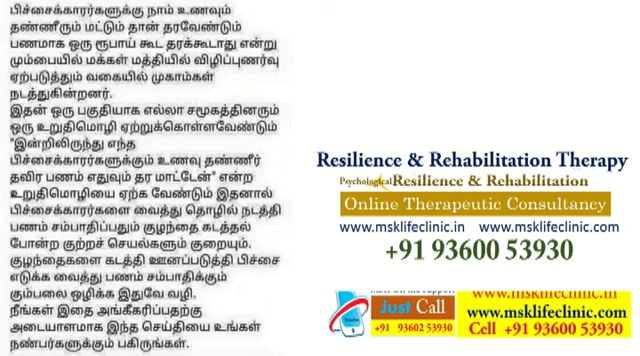 பிச்சைக்காரர்களுக்கு நாம் உணவும்
தண்ணீரும் மட்டும் தான் தரவேண்டும்
பணமாக ஒரு ரூபாய் கூட தரக்கூடாது என்று
மும்பையில் மக்கள் மத்தியில் விழிப்புணர்வு
ஏற்படுத்தும் வகையில் முகாம்கள்
நடத்துகின்றனர்.
இதன் ஒரு பகுதியாக எல்லா சமூகத்தினரும்
ஒரு உறுதிமொழி ஏற்றுக்கொள்ளவேண்டும்
"இன்றிலிருந்து எந்த
பிச்சைகாரர்களுக்கும் உணவு தண்ணீர்
தவிர பணம் எதுவும் தர மாட்டேன்" என்ற
உறுதிமொழியை ஏற்க வேண்டும் இதனால்
பிச்சைக்காரர்களை வைத்து தொழில் நடத்தி
பணம் சம்பாதிப்பதும் குழந்தை கடத்தல்
போன்ற குற்றச் செயல்களும் குறையும்.
குழந்தைகளை கடத்தி ஊனப்படுத்தி பிச்சை
எடுக்க வைத்து பணம் சம்பாதிக்கும்
கும்பலை ஒழிக்க இதுவே வழி.
நீங்கள் இதை அங்கீகரிப்பதற்கு
அடையாளமாக இந்த செய்தியை உங்கள்
நண்பர்களுக்கும் பகிருங்கள்.
Resilience & Rehabilitation Therapy
Psychological Resilience & Rehabilitation
Online Therapeutic Consultancy
www.msklifeclinic.in www.msklifeclinic.com
+91 93600 53930
Just Call
+91 93602 53930
www.msklifeclinic.in
www.msklifeclinic.com
Cell +91 93600 53930